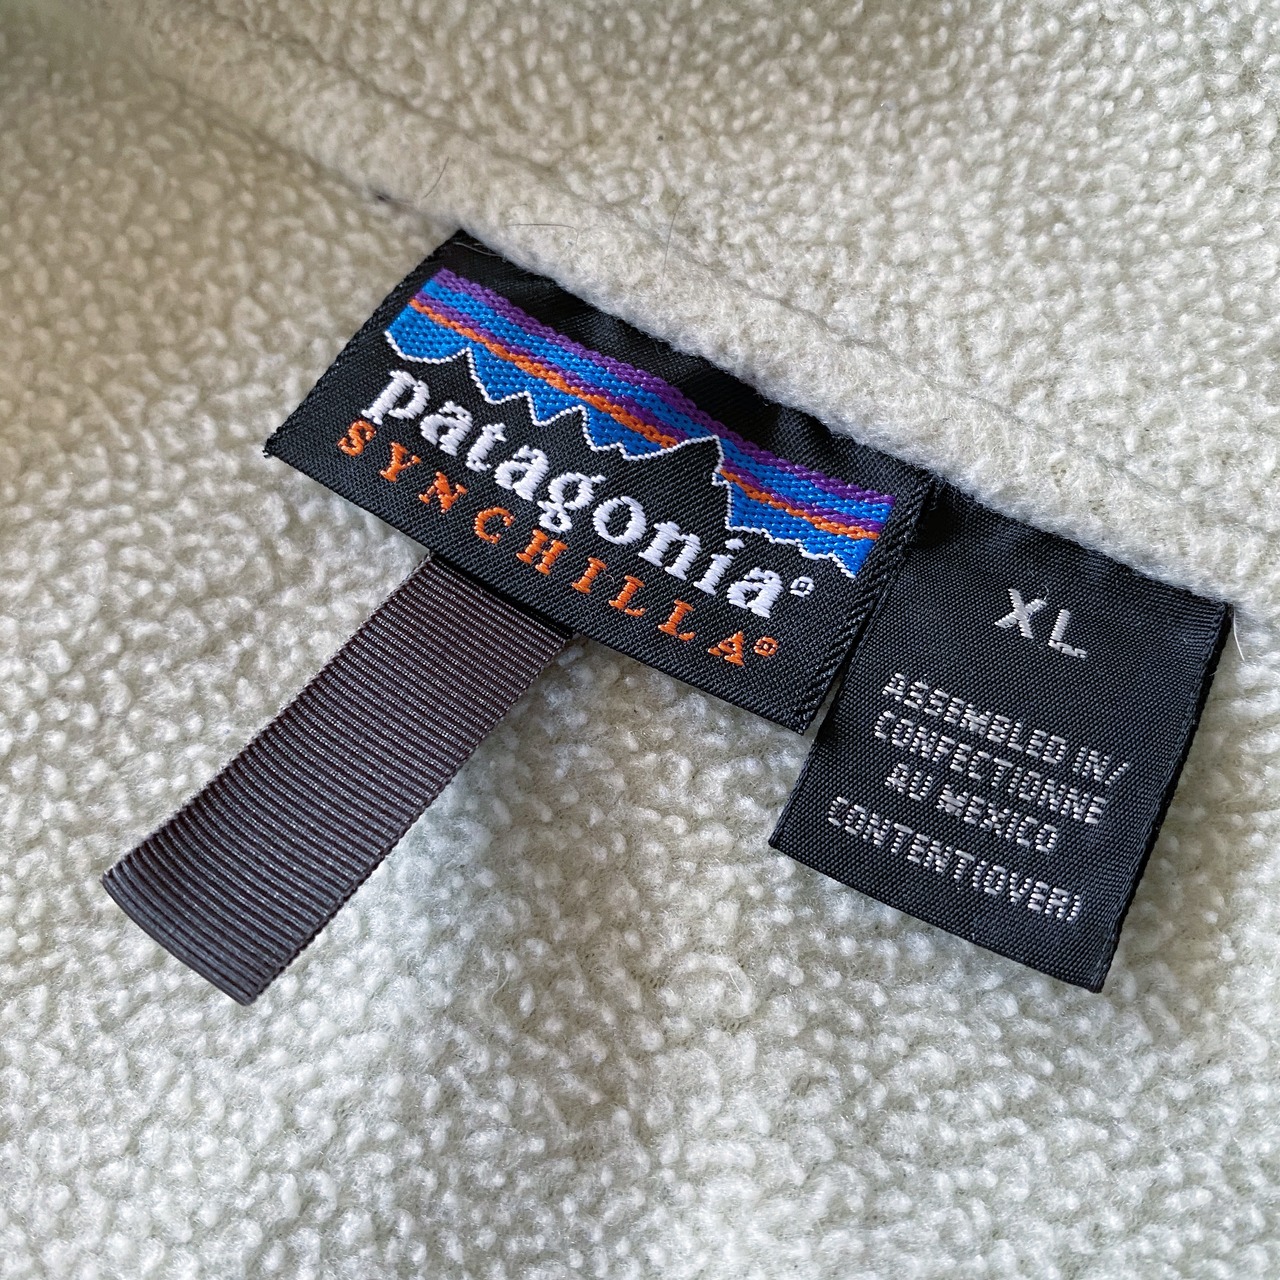 patagonia®
SYNCHILLA®
XL
ASSEMBLED IN/
CONFECTIONNE
AU MEXICO
CONTENT(OVER)